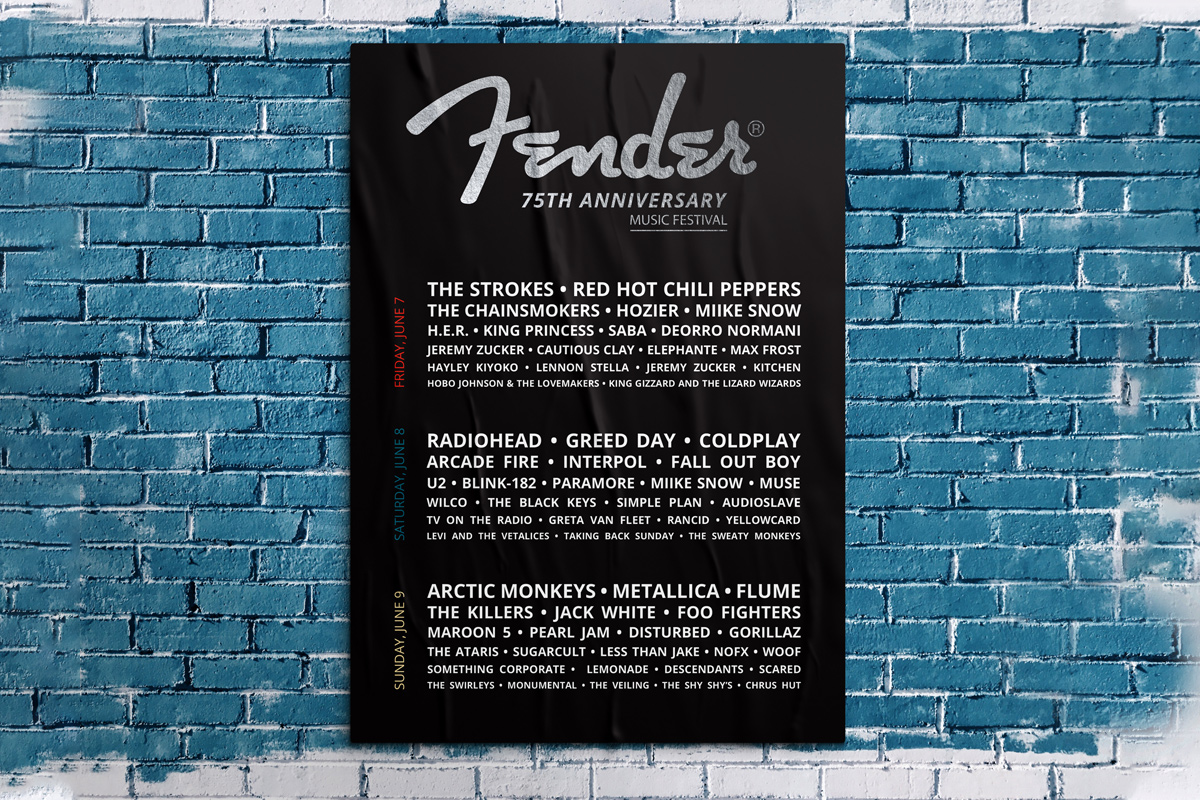 Fender®
75TH ANNIVERSARY
MUSIC FESTIVAL
FRIDAY, JUNE 7
THE STROKES • RED HOT CHILI PEPPERS
THE CHAINSMOKERS • HOZIER • MIIKE SNOW
H.E.R. • KING PRINCESS • SABA • DEORRO NORMANI
JEREMY ZUCKER • CAUTIOUS CLAY • ELEPHANTE • MAX FROST
HAYLEY KIYOKO • LENNON STELLA • JEREMY ZUCKER • KITCHEN
HOBO JOHNSON & THE LOVEMAKERS • KING GIZZARD AND THE LIZARD WIZARDS
SATURDAY, JUNE 8
RADIOHEAD • GREED DAY • COLDPLAY
ARCADE FIRE • INTERPOL • FALL OUT BOY
U2 • BLINK-182 • PARAMORE • MIIKE SNOW • MUSE
WILCO • THE BLACK KEYS • SIMPLE PLAN • AUDIOSLAVE
TV ON THE RADIO • GRETA VAN FLEET • RANCID • YELLOWCARD
LEVI AND THE VETALICES • TAKING BACK SUNDAY • THE SWEATY MONKEYS
SUNDAY, JUNE 9
ARCTIC MONKEYS • METALLICA • FLUME
THE KILLERS • JACK WHITE • FOO FIGHTERS
MAROON 5 • PEARL JAM • DISTURBED • GORILLAZ
THE ATARIS • SUGARCULT • LESS THAN JAKE • NOFX • WOOF
SOMETHING CORPORATE • LEMONADE • DESCENDANTS • SCARED
THE SWIRLEYS • MONUMENTAL • THE VEILING • THE SHY SHY'S • CHRUS HUT